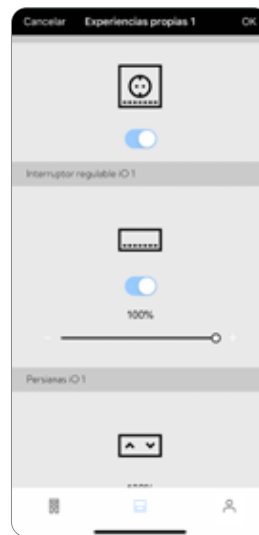 Cancelar Experiencias propias 1 OK
Interruptor regulable iO 1
100%
Persianas iO 1